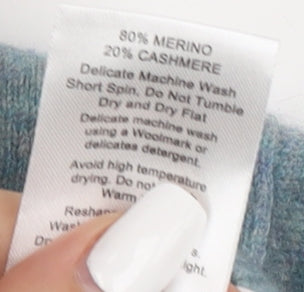 80% MERINO
20% CASHMERE
Delicate Machine Wash
Short Spin. Do Not Tumble
Dry and Dry Flat
Delicate machine wash
using a Woolmark or
delicates detergent.
Avoid high temperature
drying. Do not
Warm